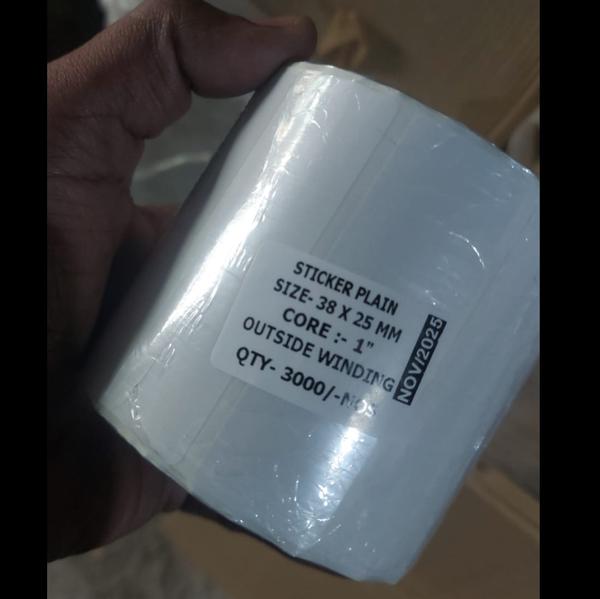 STICKER PLAIN
SIZE- 38 X 25 MM
CORE :- 1"
OUTSIDE WINDING
QTY- 3000/-NOS
NOV/2025